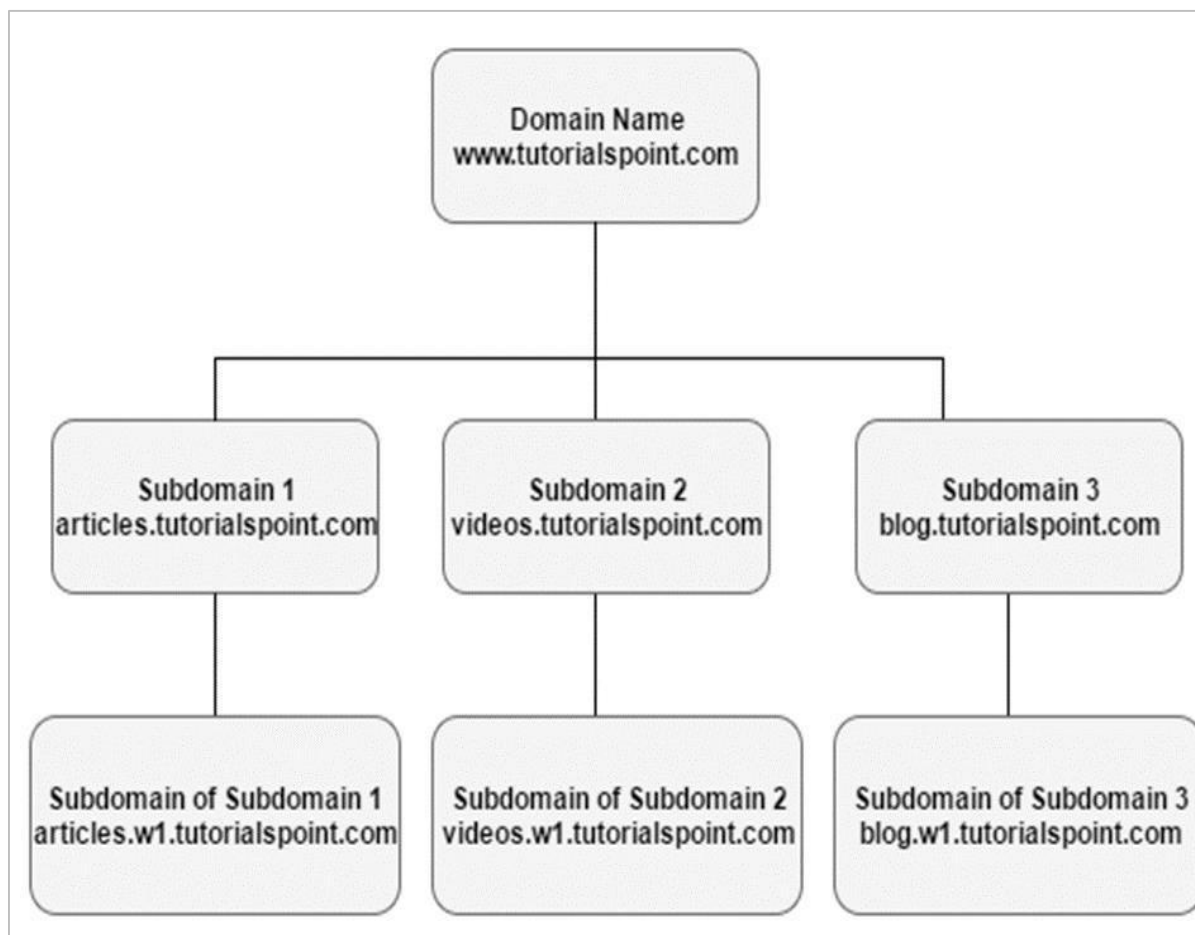 Domain Name
www.tutorialspoint.com
Subdomain 1
articles.tutorialspoint.com
Subdomain 2
videos.tutorialspoint.com
Subdomain 3
blog.tutorialspoint.com
Subdomain of Subdomain 1
articles.w1.tutorialspoint.com
Subdomain of Subdomain 2
videos.w1.tutorialspoint.com
Subdomain of Subdomain 3
blog.w1.tutorialspoint.com